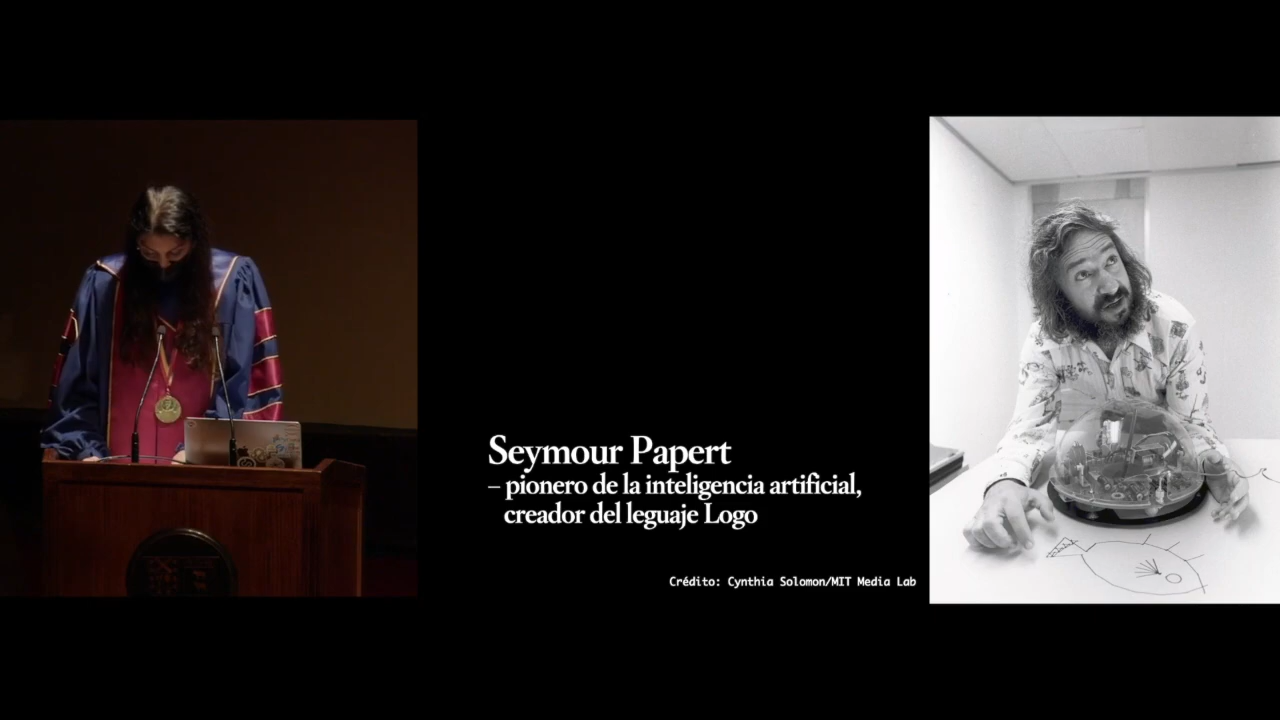 Seymour Papert
– pionero de la inteligencia artificial,
creador del leguaje Logo
Crédito: Cynthia Solomon/MIT Media Lab